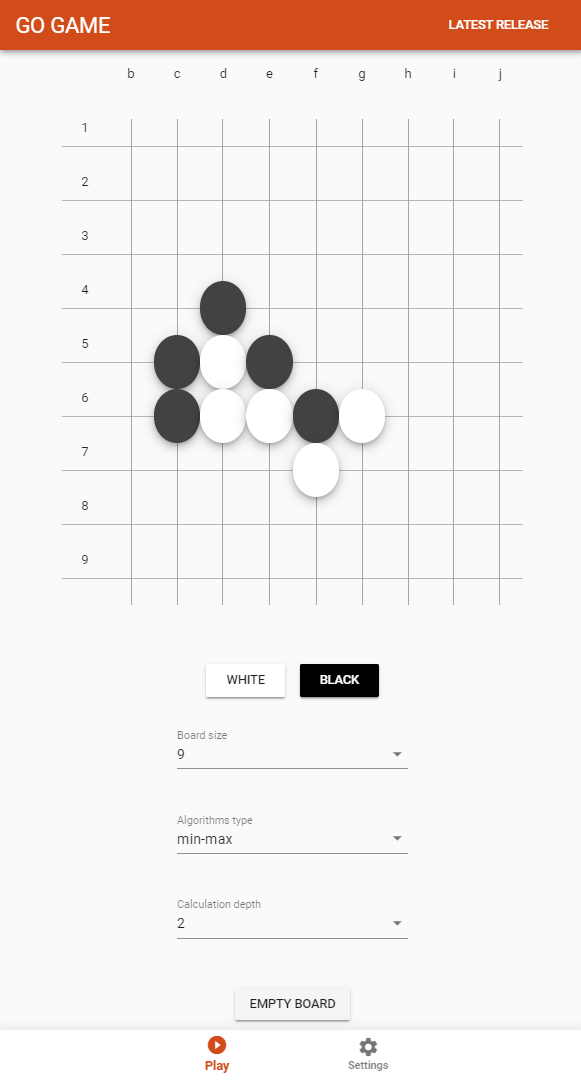 GO GAME LATEST RELEASE
b c d e f g h i j
1
2
3
4
5
6
7
8
9
WHITE BLACK
Board size
9
Algorithms type
min-max
Calculation depth
2
EMPTY BOARD
Play Settings